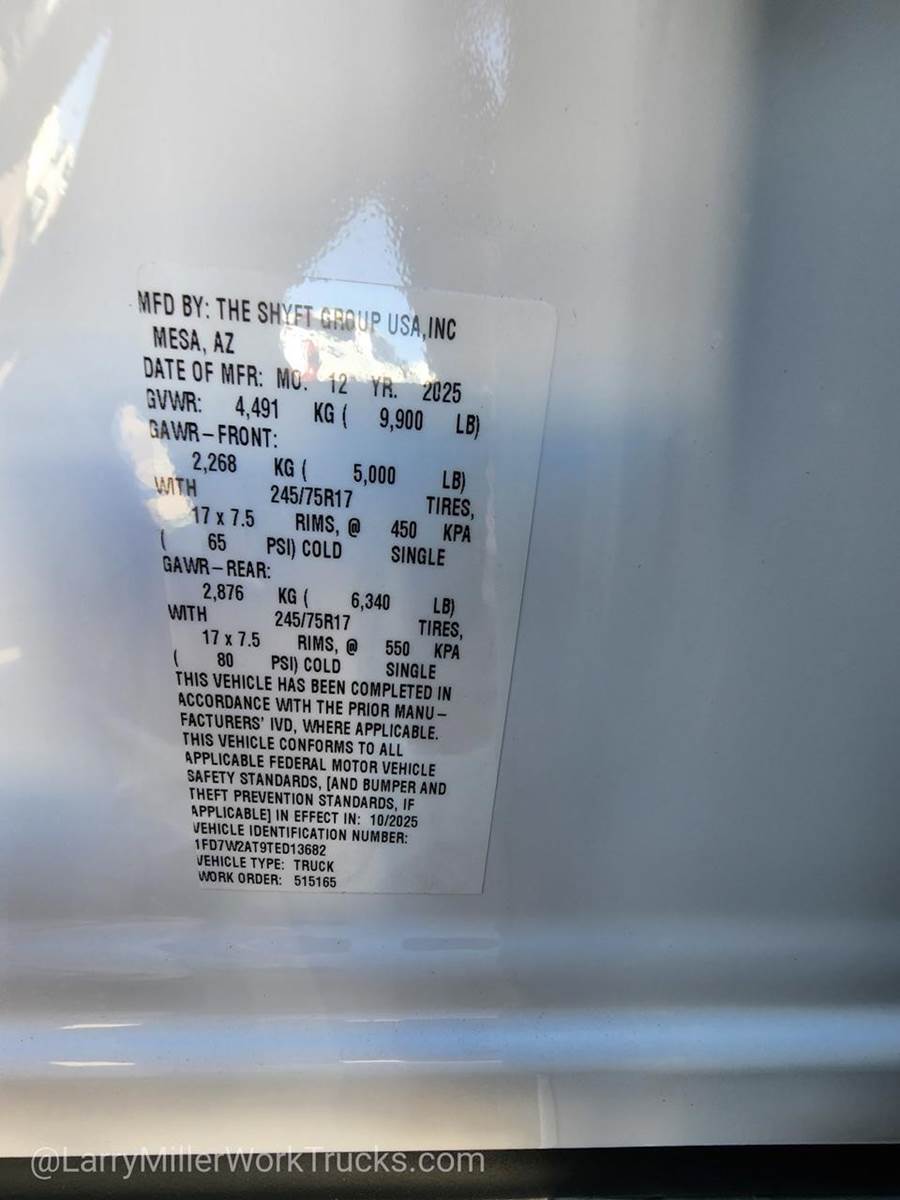 MFD BY: THE SHYFT GROUP USA,INC
MESA, AZ
DATE OF MFR: MO. 12 YR. 2025
GVWR: 4,491 KG ( 9,900 LB)
GAWR-FRONT:
2,268 KG ( 5,000 LB)
WITH 245/75R17 TIRES,
17 x 7.5 RIMS, @ 450 KPA
( 65 PSI) COLD SINGLE
GAWR-REAR:
2,876 KG ( 6,340 LB)
WITH 245/75R17 TIRES,
17 x 7.5 RIMS, @ 550 KPA
( 80 PSI) COLD SINGLE
THIS VEHICLE HAS BEEN COMPLETED IN
ACCORDANCE WITH THE PRIOR MANU-
FACTURERS' IVD, WHERE APPLICABLE.
THIS VEHICLE CONFORMS TO ALL
APPLICABLE FEDERAL MOTOR VEHICLE
SAFETY STANDARDS, [AND BUMPER AND
THEFT PREVENTION STANDARDS, IF
APPLICABLE] IN EFFECT IN: 10/2025
VEHICLE IDENTIFICATION NUMBER:
1FD7W2AT9TED13682
VEHICLE TYPE: TRUCK
WORK ORDER: 515165
@LarryMillerWorkTrucks.com